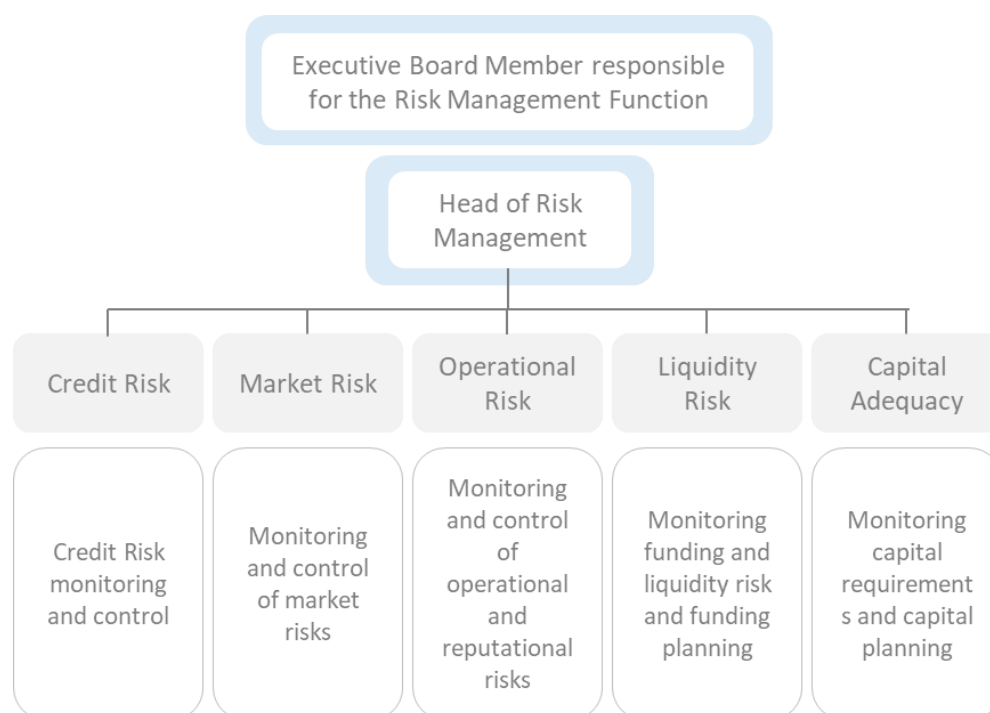 Executive Board Member responsible
for the Risk Management Function
Head of Risk
Management
Credit Risk
Market Risk
Operational
Risk
Liquidity
Risk
Capital
Adequacy
Credit Risk
monitoring
and control
Monitoring
and control
of market
risks
Monitoring
and control
of
operational
and
reputational
risks
Monitoring
funding and
liquidity risk
and funding
planning
Monitoring
capital
requirement
s and capital
planning